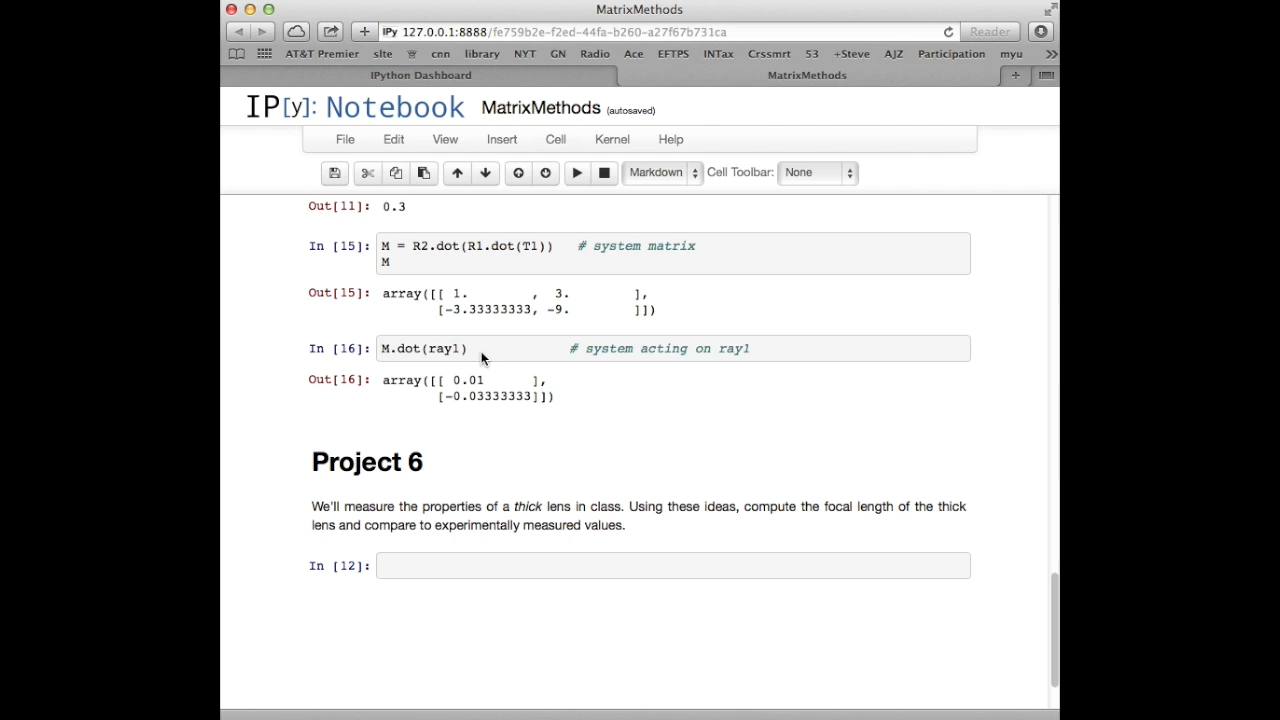 MatrixMethods
IPy 127.0.0.1:8888/fe759b2e-f2ed-44fa-b260-a27f67b731ca Reader
AT&T Premier site cnn library NYT GN Radio Ace EFTPS INTax Crssmrt 53 +Steve AJZ Participation myu
IPython Dashboard MatrixMethods
IP[y]: Notebook MatrixMethods (autosaved)
File Edit View Insert Cell Kernel Help
Markdown Cell Toolbar: None
Out[11]: 0.3
In [15]: M = R2.dot(R1.dot(T1)) # system matrix
M
Out[15]: array([[ 1. , 3. ],
[-3.33333333, -9. ]])
In [16]: M.dot(ray1) # system acting on ray1
Out[16]: array([[ 0.01 ],
[-0.03333333]])
Project 6
We'll measure the properties of a thick lens in class. Using these ideas, compute the focal length of the thick
lens and compare to experimentally measured values.
In [12]: